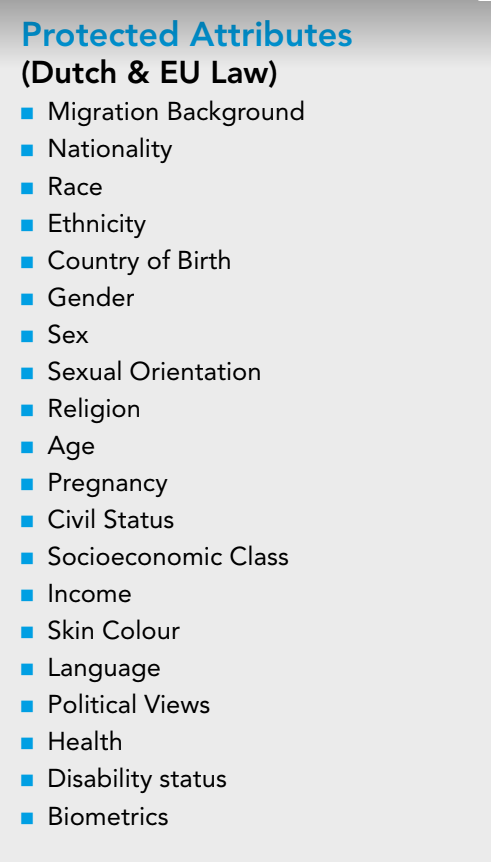 Protected Attributes
(Dutch & EU Law)
Migration Background
Nationality
Race
Ethnicity
Country of Birth
Gender
Sex
Sexual Orientation
Religion
Age
Pregnancy
Civil Status
Socioeconomic Class
Income
Skin Colour
Language
Political Views
Health
Disability status
Biometrics